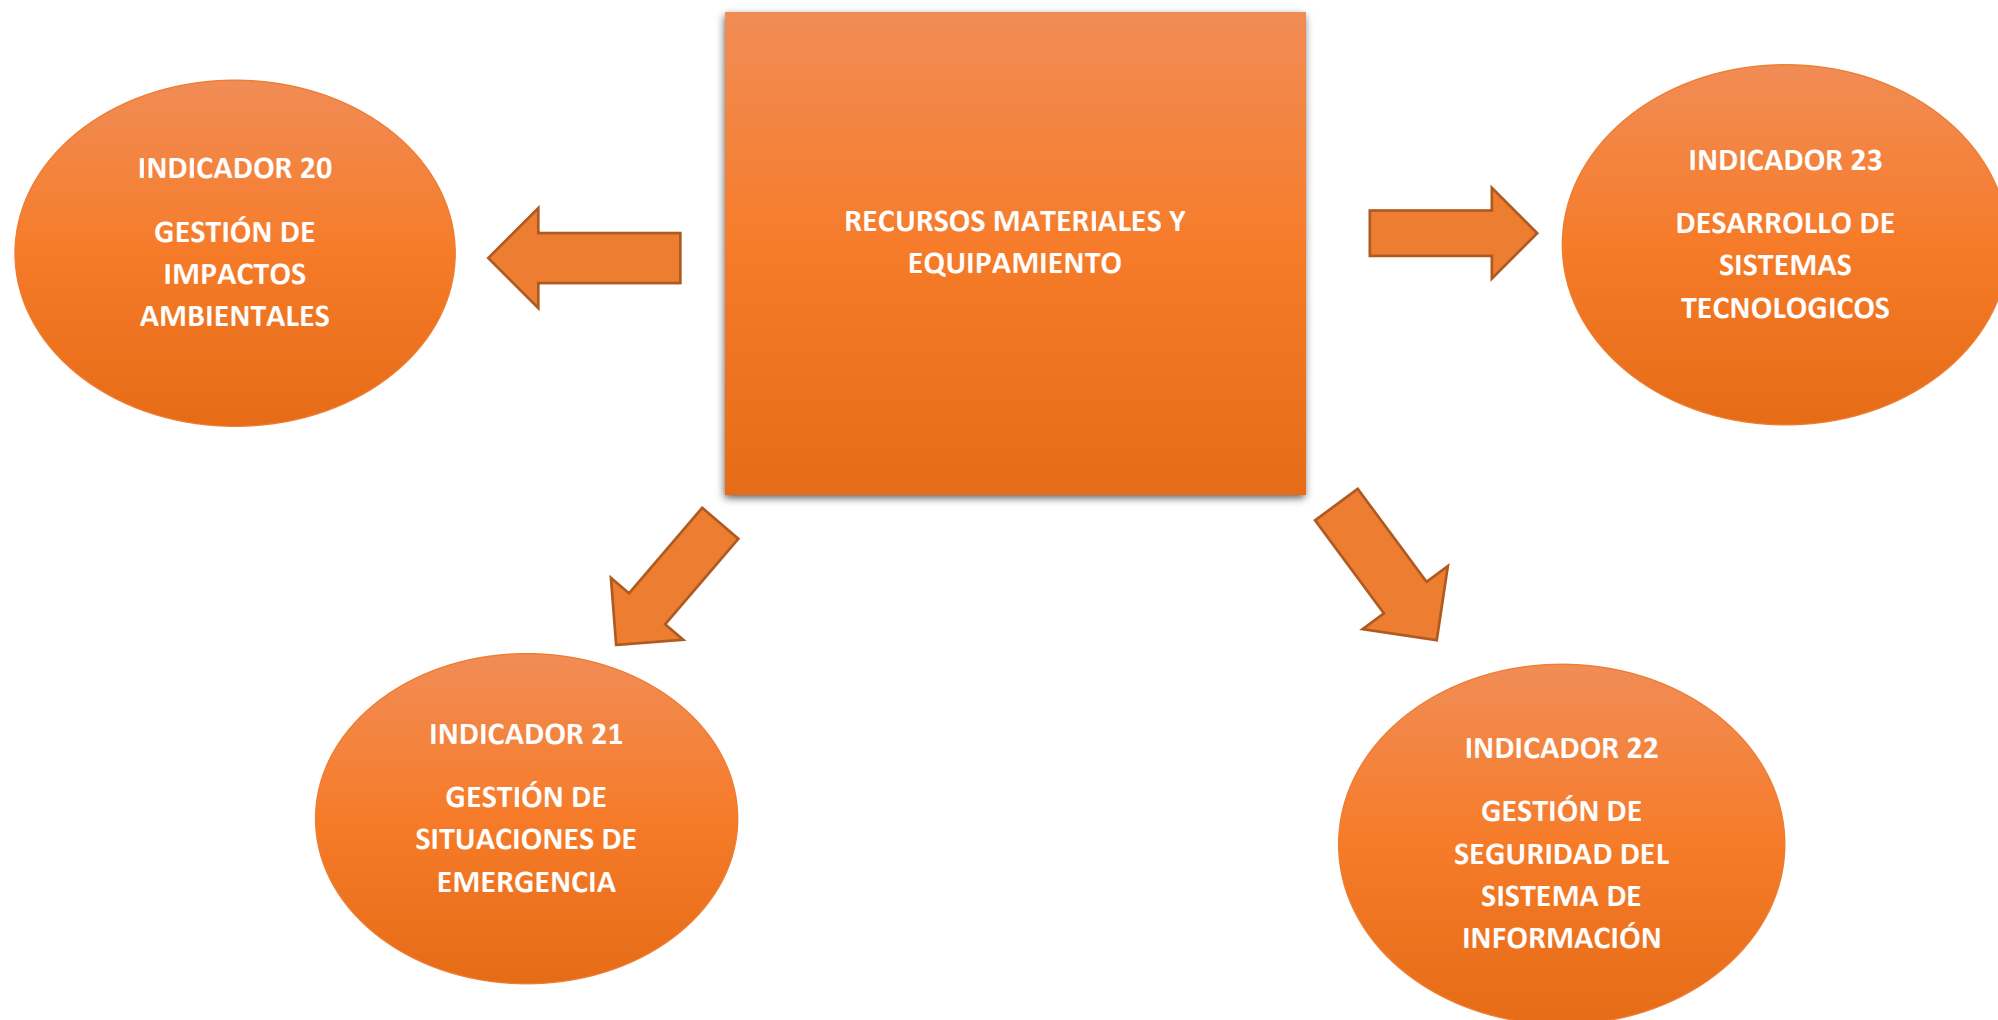 RECURSOS MATERIALES Y
EQUIPAMIENTO
INDICADOR 20
GESTIÓN DE
IMPACTOS
AMBIENTALES
INDICADOR 23
DESARROLLO DE
SISTEMAS
TECNOLOGICOS
INDICADOR 21
GESTIÓN DE
SITUACIONES DE
EMERGENCIA
INDICADOR 22
GESTIÓN DE
SEGURIDAD DEL
SISTEMA DE
INFORMACIÓN